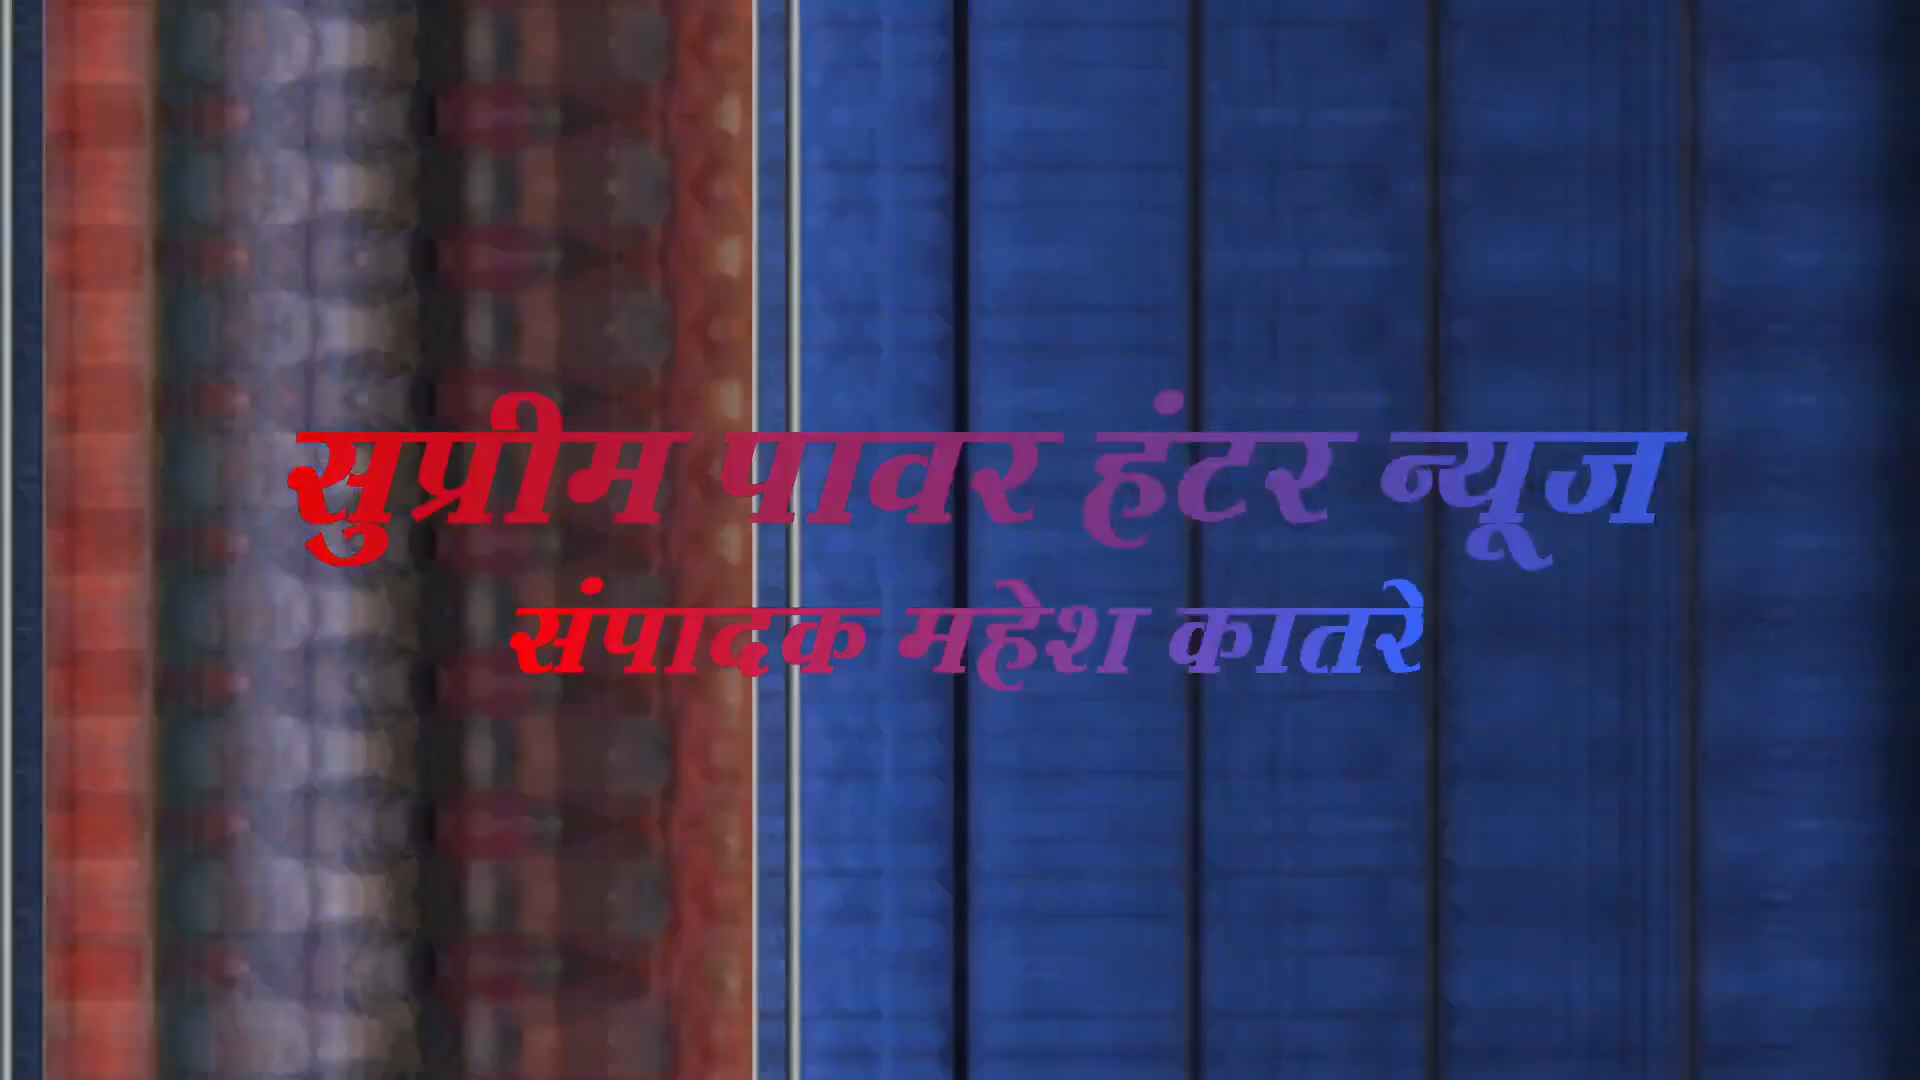 सुप्रीम पावर हंटर न्यूज
संपादक महेश कातरे